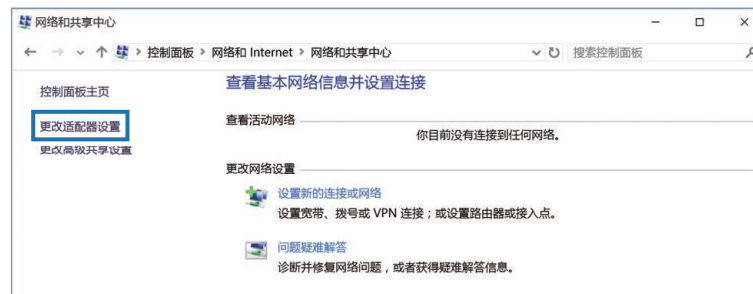 网络和共享中心
控制面板 > 网络和 Internet > 网络和共享中心
搜索控制面板
控制面板主页
更改适配器设置
更改高级共享设置
查看基本网络信息并设置连接
查看活动网络
你目前没有连接到任何网络。
更改网络设置
设置新的连接或网络
设置宽带、拨号或 VPN 连接；或设置路由器或接入点。
问题疑难解答
诊断并修复网络问题，或者获得疑难解答信息。